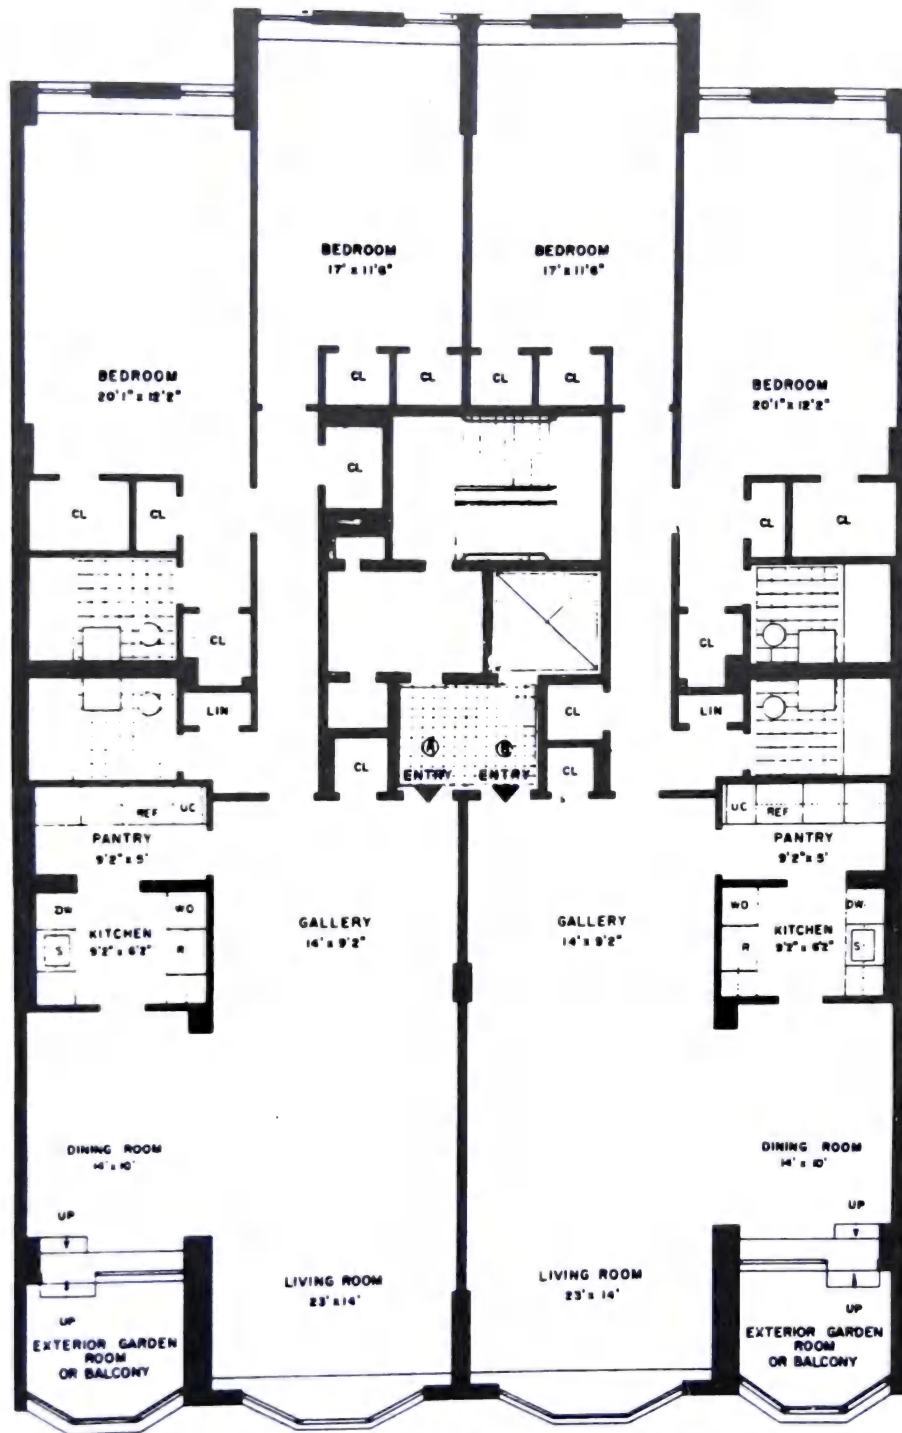 BEDROOM
17' x 11'6"
BEDROOM
17' x 11'6"
BEDROOM
20'1" x 12'2"
BEDROOM
20'1" x 12'2"
CL
CL
CL
CL
CL
CL
CL
CL
CL
CL
CL
LIN
CL
LIN
CL
CL
A
B
ENTRY
ENTRY
REF
UC
PANTRY
9'2" x 5'
UC
REF
PANTRY
9'2" x 5'
DW
WO
KITCHEN
9'2" x 6'2"
S
R
GALLERY
14' x 9'2"
GALLERY
14' x 9'2"
WO
DW
KITCHEN
9'2" x 6'2"
R
S
DINING ROOM
14' x 10'
DINING ROOM
14' x 10'
UP
UP
LIVING ROOM
23' x 14'
LIVING ROOM
23' x 14'
UP
EXTERIOR GARDEN
ROOM
OR BALCONY
UP
EXTERIOR GARDEN
ROOM
OR BALCONY